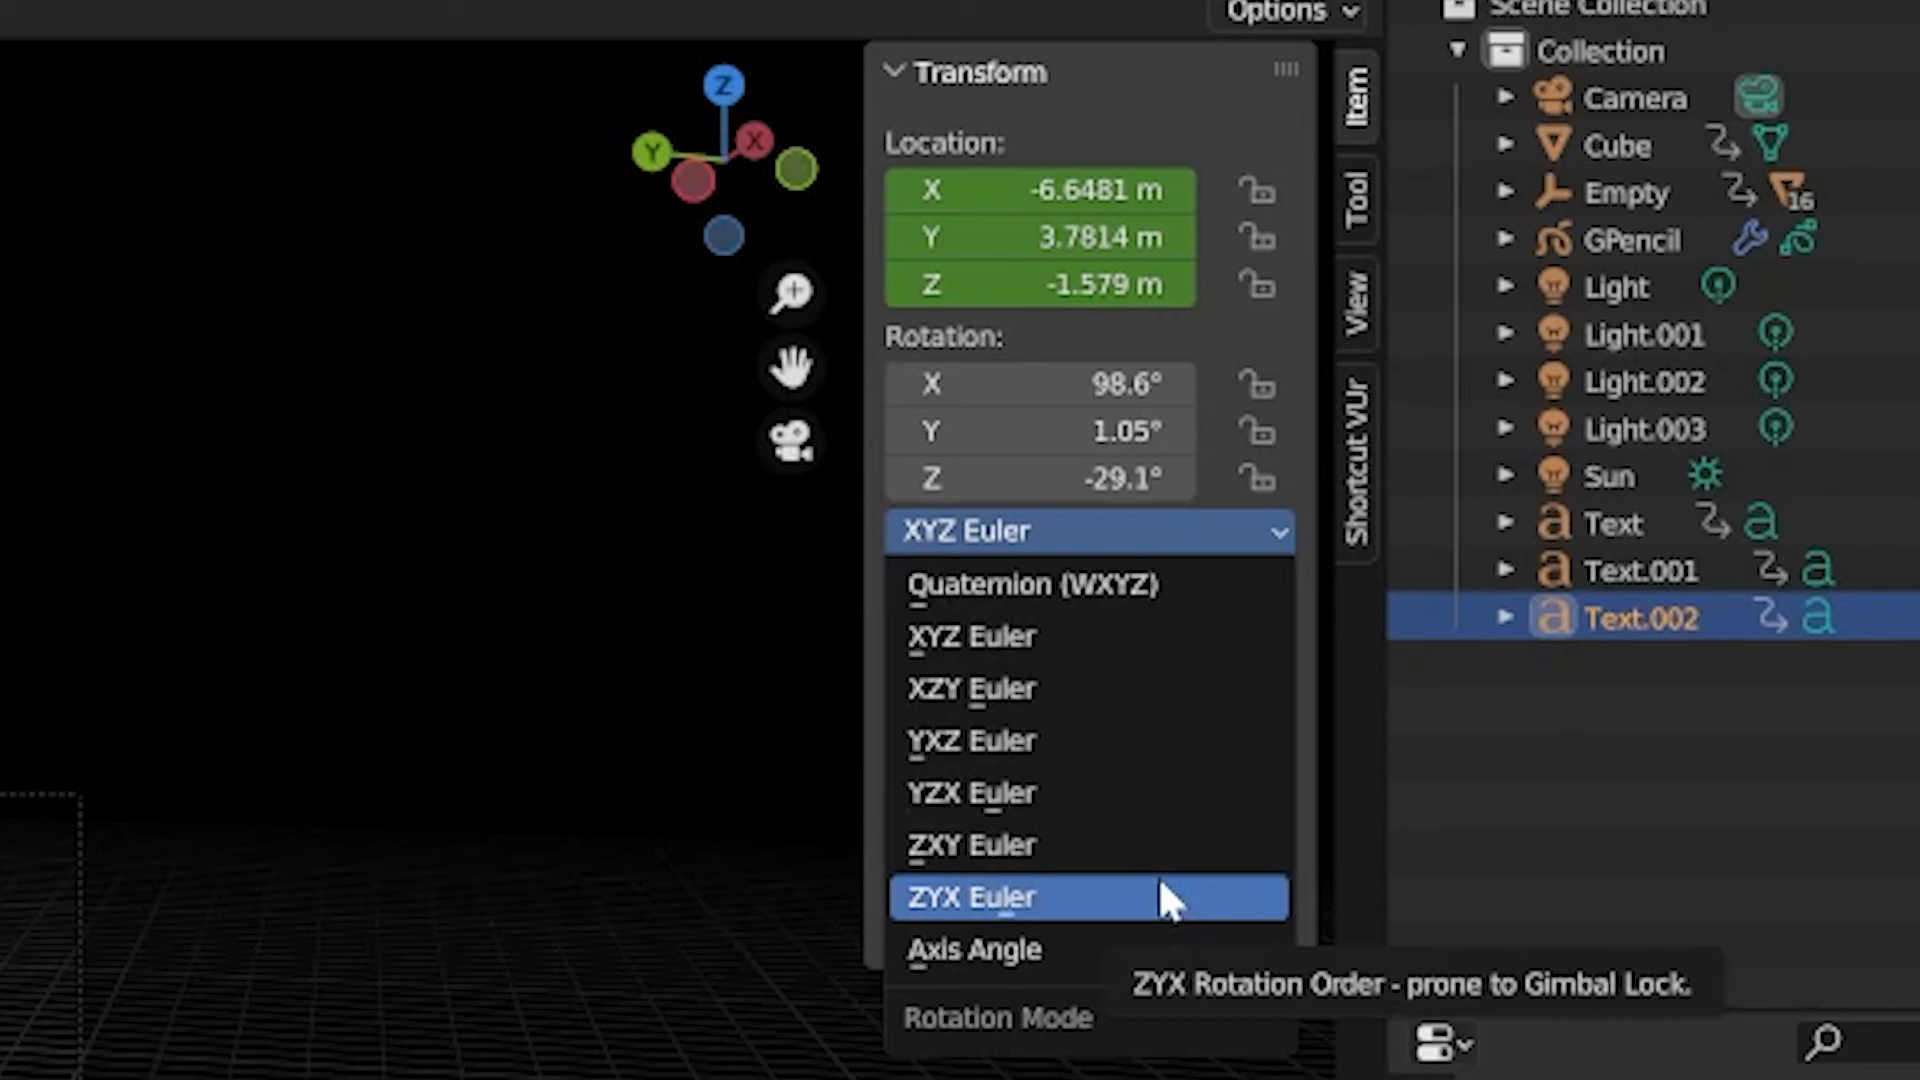 Options
Scene Collection
Collection
Z
X
Y
Transform
Location:
X -6.6481 m
Y 3.7814 m
Z -1.579 m
Rotation:
X 98.6°
Y 1.05°
Z -29.1°
XYZ Euler
Quaternion (WXYZ)
XYZ Euler
XZY Euler
YXZ Euler
YZX Euler
ZXY Euler
ZYX Euler
Axis Angle
Rotation Mode
ZYX Rotation Order - prone to Gimbal Lock.
Item
Tool
View
Shortcut VUr
Camera
Cube
Empty 16
GPencil
Light
Light.001
Light.002
Light.003
Sun
Text
Text.001
Text.002